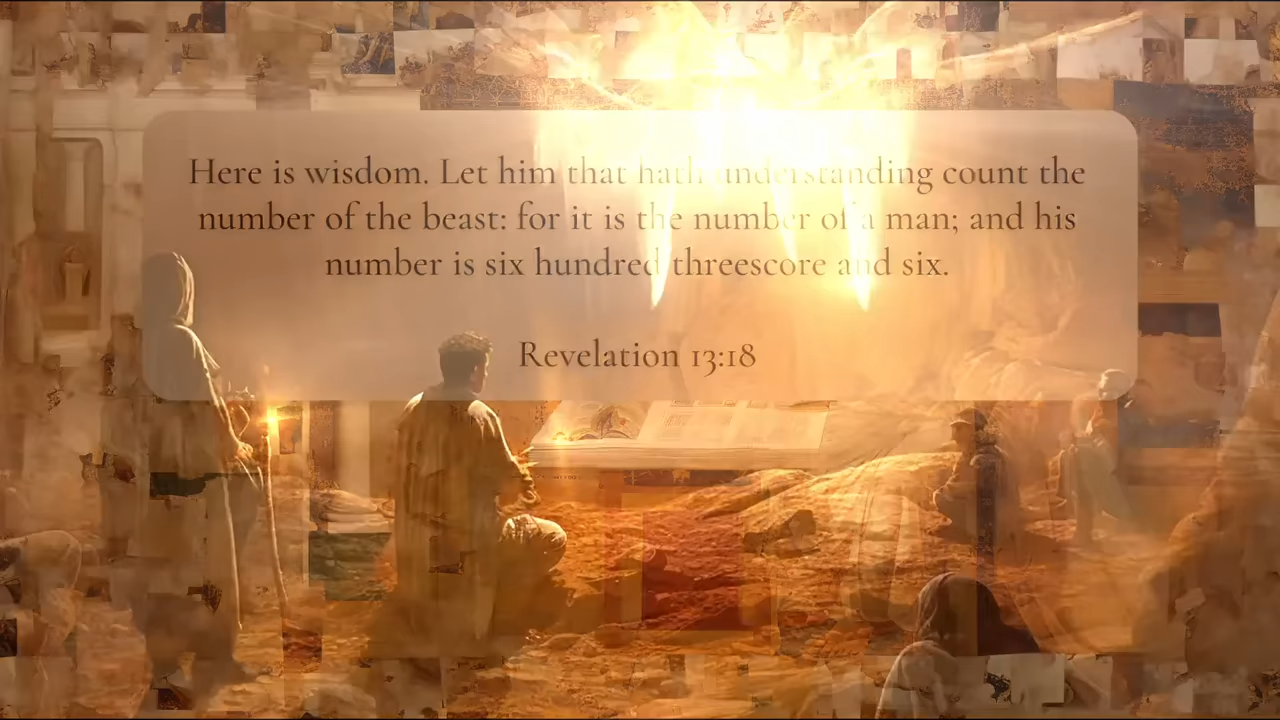 Here is wisdom. Let him that hath understanding count the
number of the beast: for it is the number of a man; and his
number is six hundred threescore and six.
Revelation 13:18